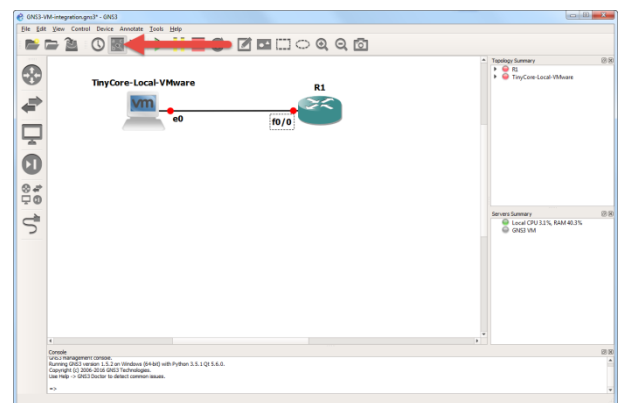 GNS3-VM-integration.gns3* - GNS3
File Edit View Control Device Annotate Tools Help
TinyCore-Local-VMware
R1
vm
e0
f0/0
Topology Summary
R1
TinyCore-Local-VMware
Servers Summary
Local CPU 3.1%, RAM 40.3%
GNS3 VM
Console
GNS3 management console.
Running GNS3 version 1.5.2 on Windows (64-bit) with Python 3.5.1 Qt 5.6.0.
Copyright (c) 2006-2016 GNS3 Technologies.
Use Help -> GNS3 Doctor to detect common issues.
=>